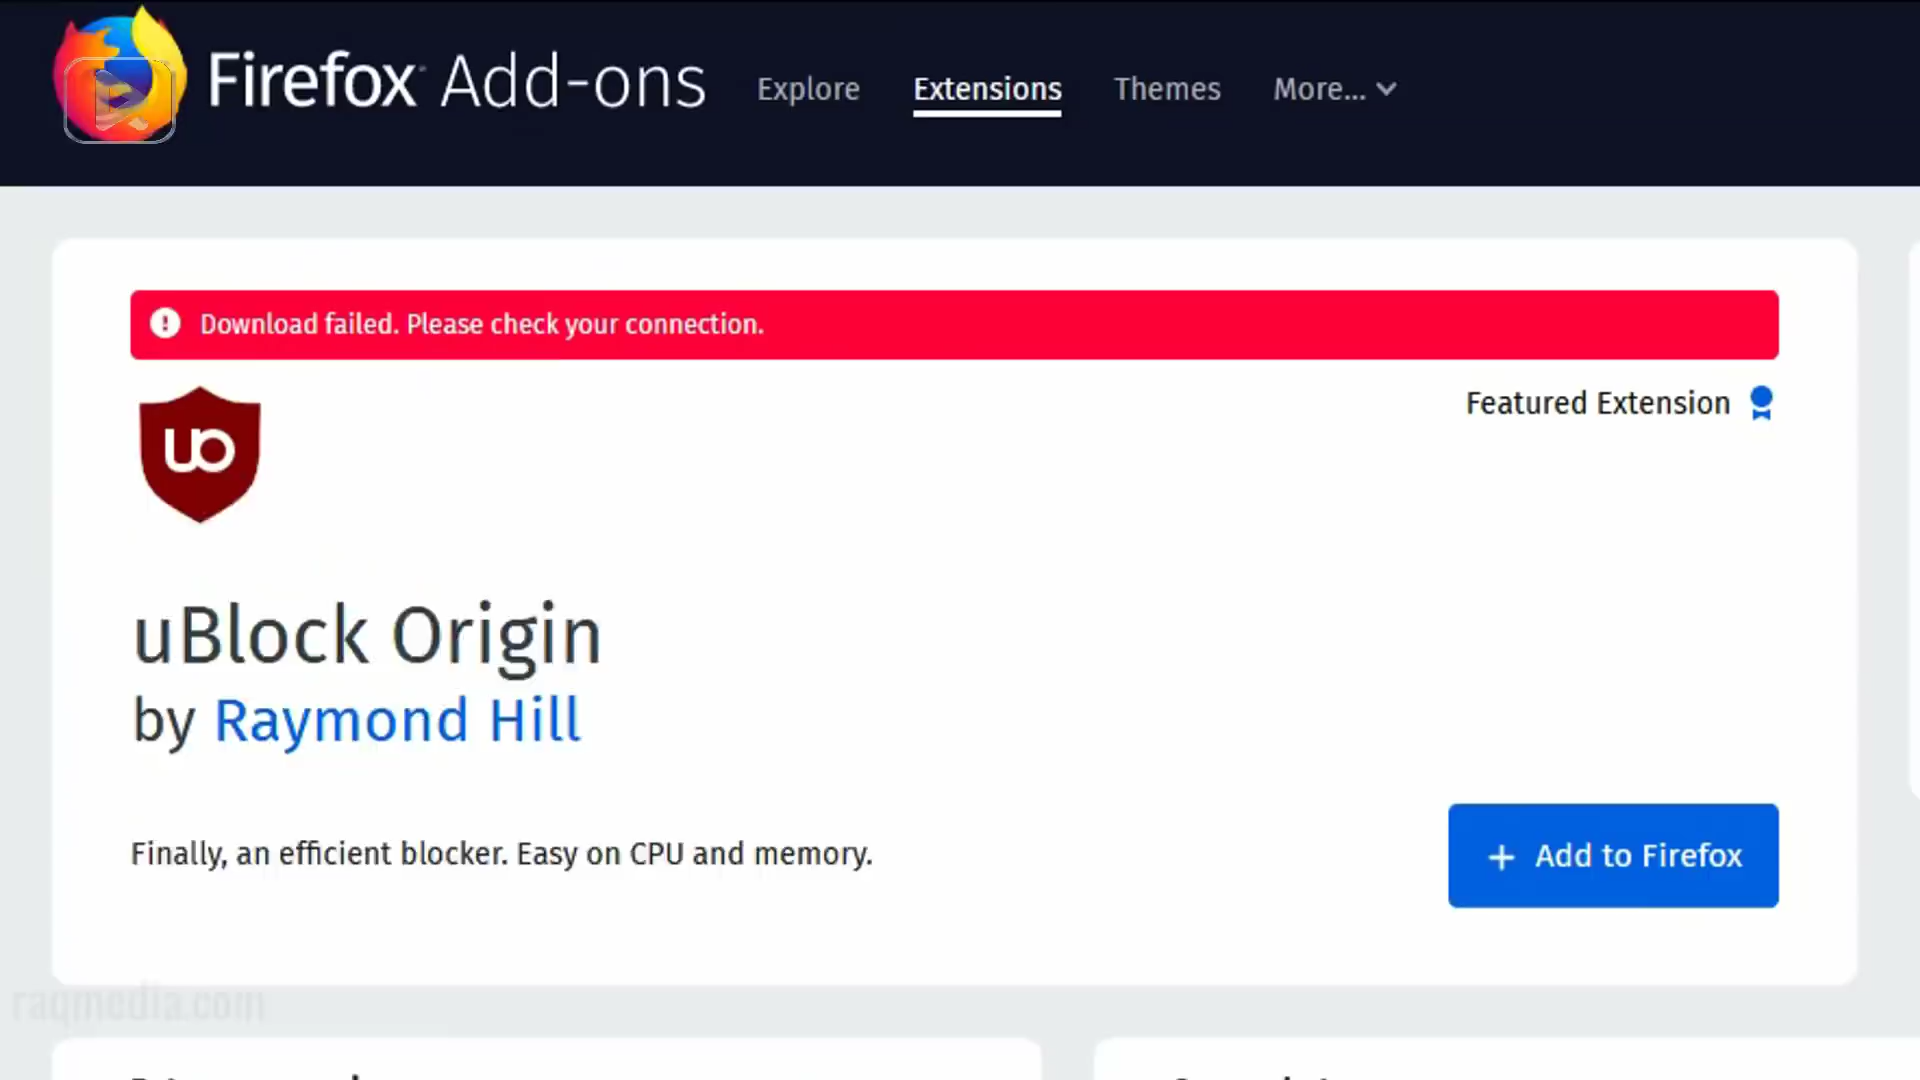 Firefox Add-ons
Explore
Extensions
Themes
More...
Download failed. Please check your connection.
Featured Extension
uo
uBlock Origin
by Raymond Hill
Finally, an efficient blocker. Easy on CPU and memory.
+ Add to Firefox
raqmedia.com